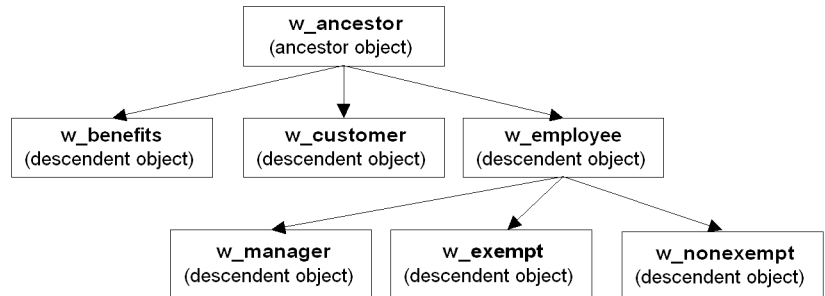 w_ancestor
(ancestor object)
w_benefits
(descendent object)
w_customer
(descendent object)
w_employee
(descendent object)
w_manager
(descendent object)
w_exempt
(descendent object)
w_nonexempt
(descendent object)